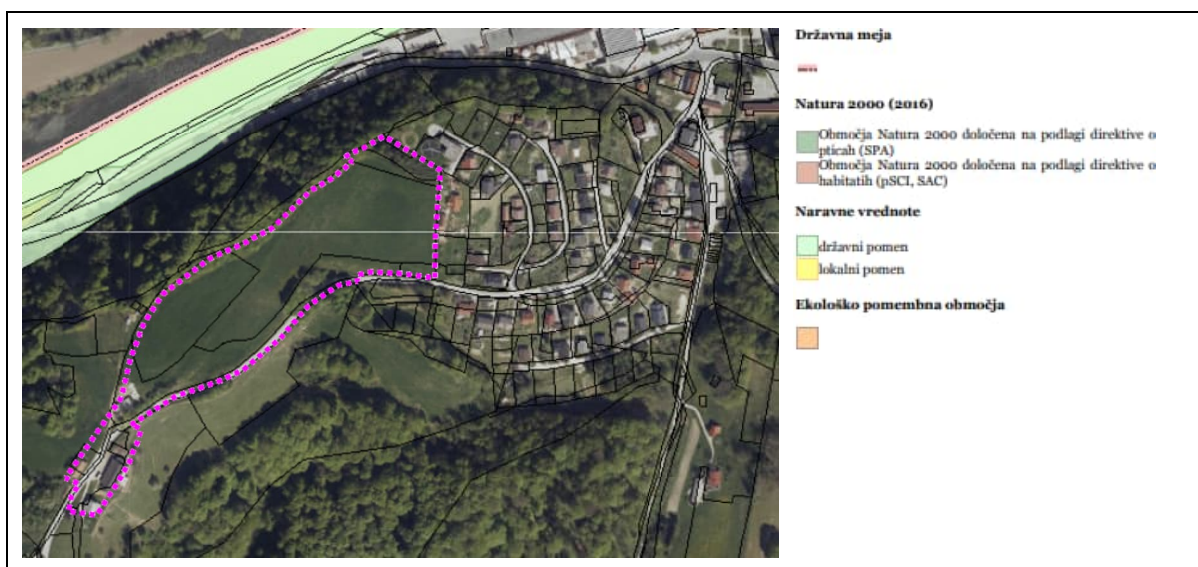 Državna meja
Natura 2000 (2016)
Območja Natura 2000 določena na podlagi direktive o
pticah (SPA)
Območja Natura 2000 določena na podlagi direktive o
habitatih (pSCI, SAC)
Naravne vrednote
državni pomen
lokalni pomen
Ekološko pomembna območja